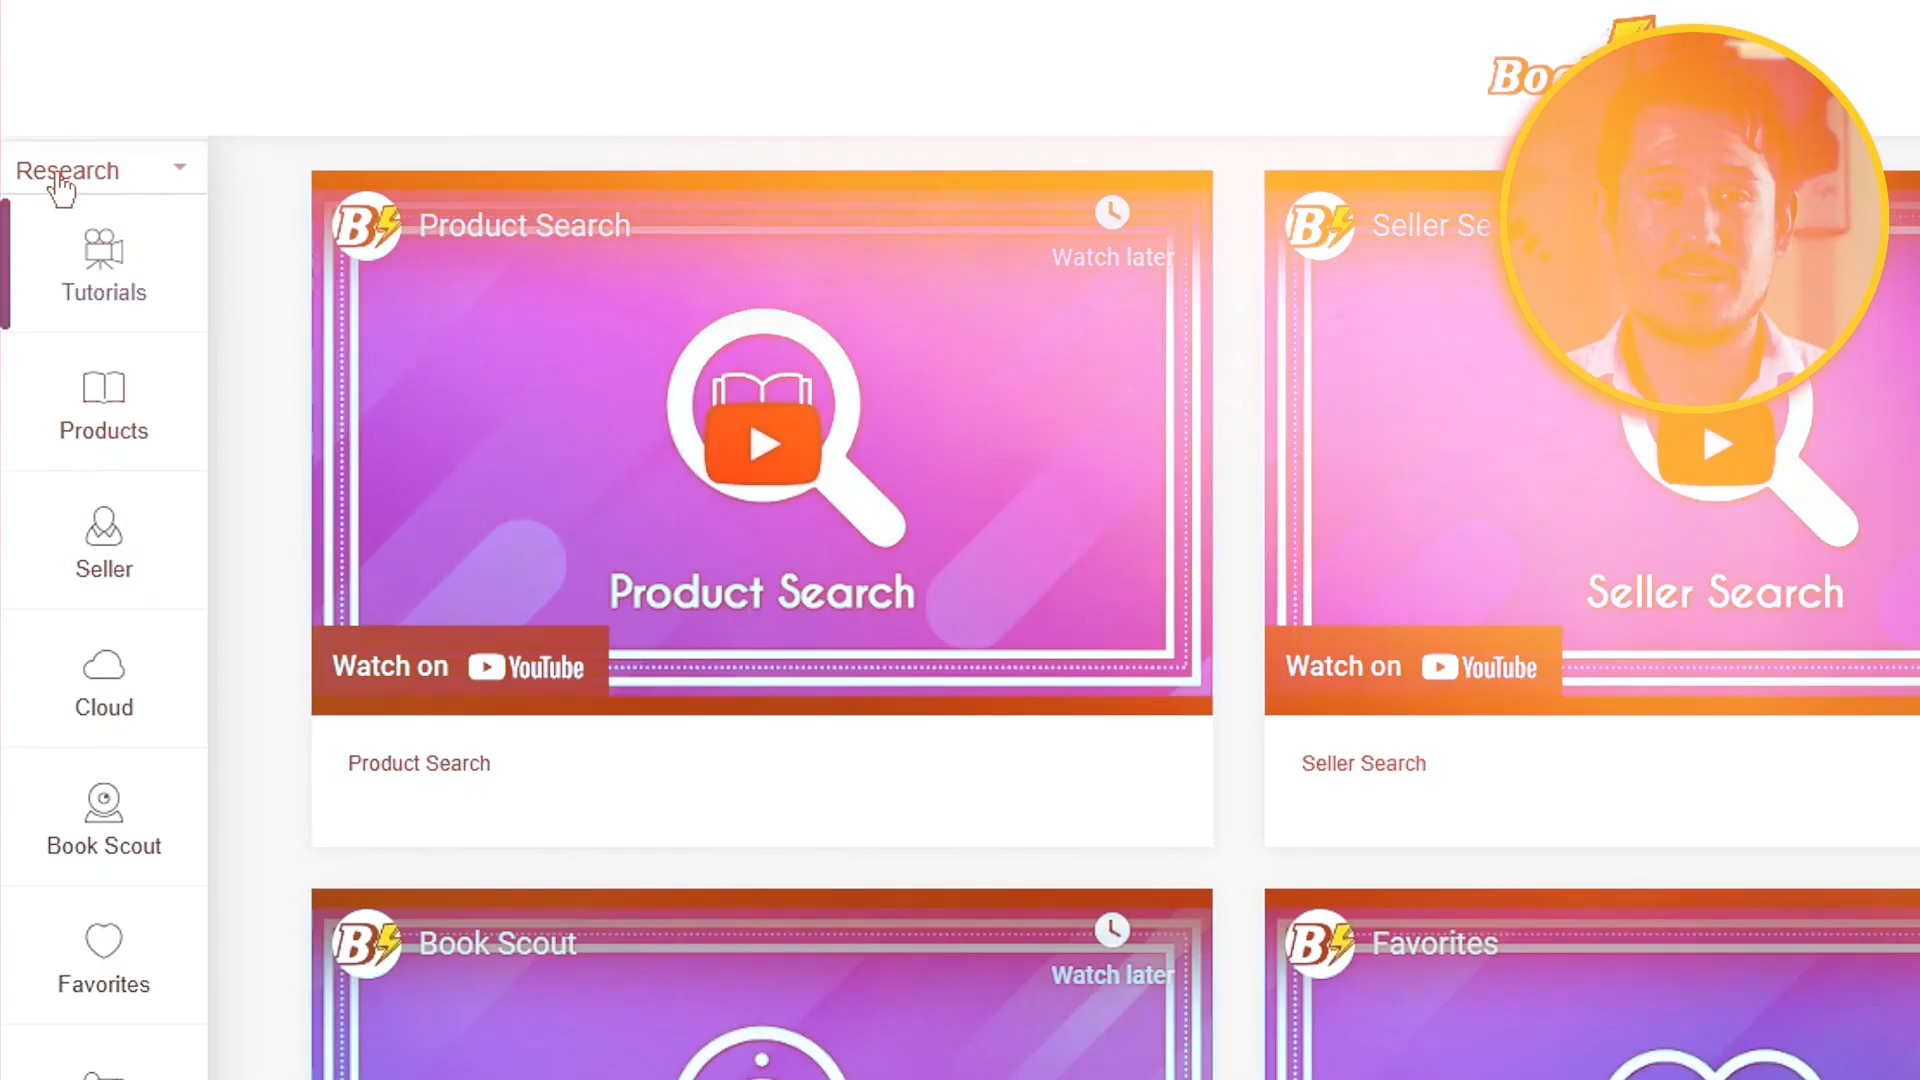 Research
Tutorials
Products
Seller
Cloud
Book Scout
Favorites
B Product Search
Watch later
Product Search
Watch on YouTube
Product Search
B Seller Se
Seller Search
Watch on YouTube
Seller Search
B Book Scout
Watch later
B Favorites